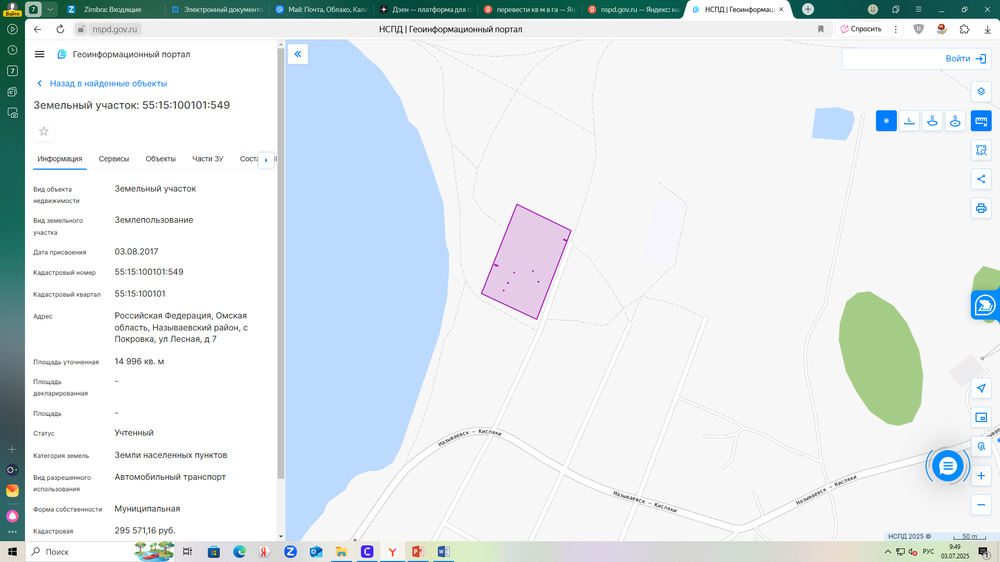 Войти
7
Zimbra: Входящие
Электронный документо
Mail: Почта, Облако, Кале
Дзен — платформа для п
перевести кв м в га — Ян
nspd.gov.ru — Яндекс: на
НСПД | Геоинформаци
nspd.gov.ru
НСПД | Геоинформационный портал
Спросить
7
Геоинформационный портал
Войти
Назад в найденные объекты
Земельный участок: 55:15:100101:549
L
S
S
Информация
Сервисы
Объекты
Части ЗУ
Соста
Вид объекта недвижимости
Земельный участок
Вид земельного участка
Землепользование
Дата присвоения
03.08.2017
Кадастровый номер
55:15:100101:549
Кадастровый квартал
55:15:100101
Адрес
Российская Федерация, Омская
область, Называевский район, с
Покровка, ул Лесная, д 7
Площадь уточненная
14 996 кв. м
Площадь декларированная
-
Площадь
-
Статус
Учтенный
Категория земель
Земли населенных пунктов
Вид разрешенного использования
Автомобильный транспорт
Форма собственности
Муниципальная
Кадастровая
295 571,16 руб.
Называевск — Кисляки
Называевск — Кисляки
Называевск — Кисляки
НСПД 2025 ©
50 m
Поиск
РУС
9:49
03.07.2025
1